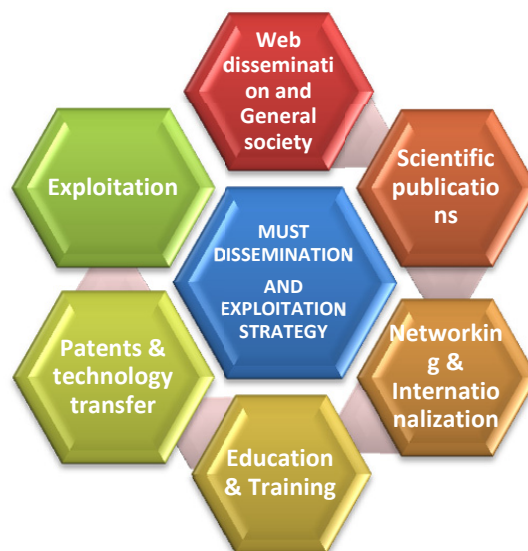 Web
disseminati
on and
General
society
Scientific
publicatio
ns
Networkin
g &
Internatio
nalization
Education
& Training
Patents &
technology
transfer
Exploitation
MUST
DISSEMINATION
AND
EXPLOITATION
STRATEGY